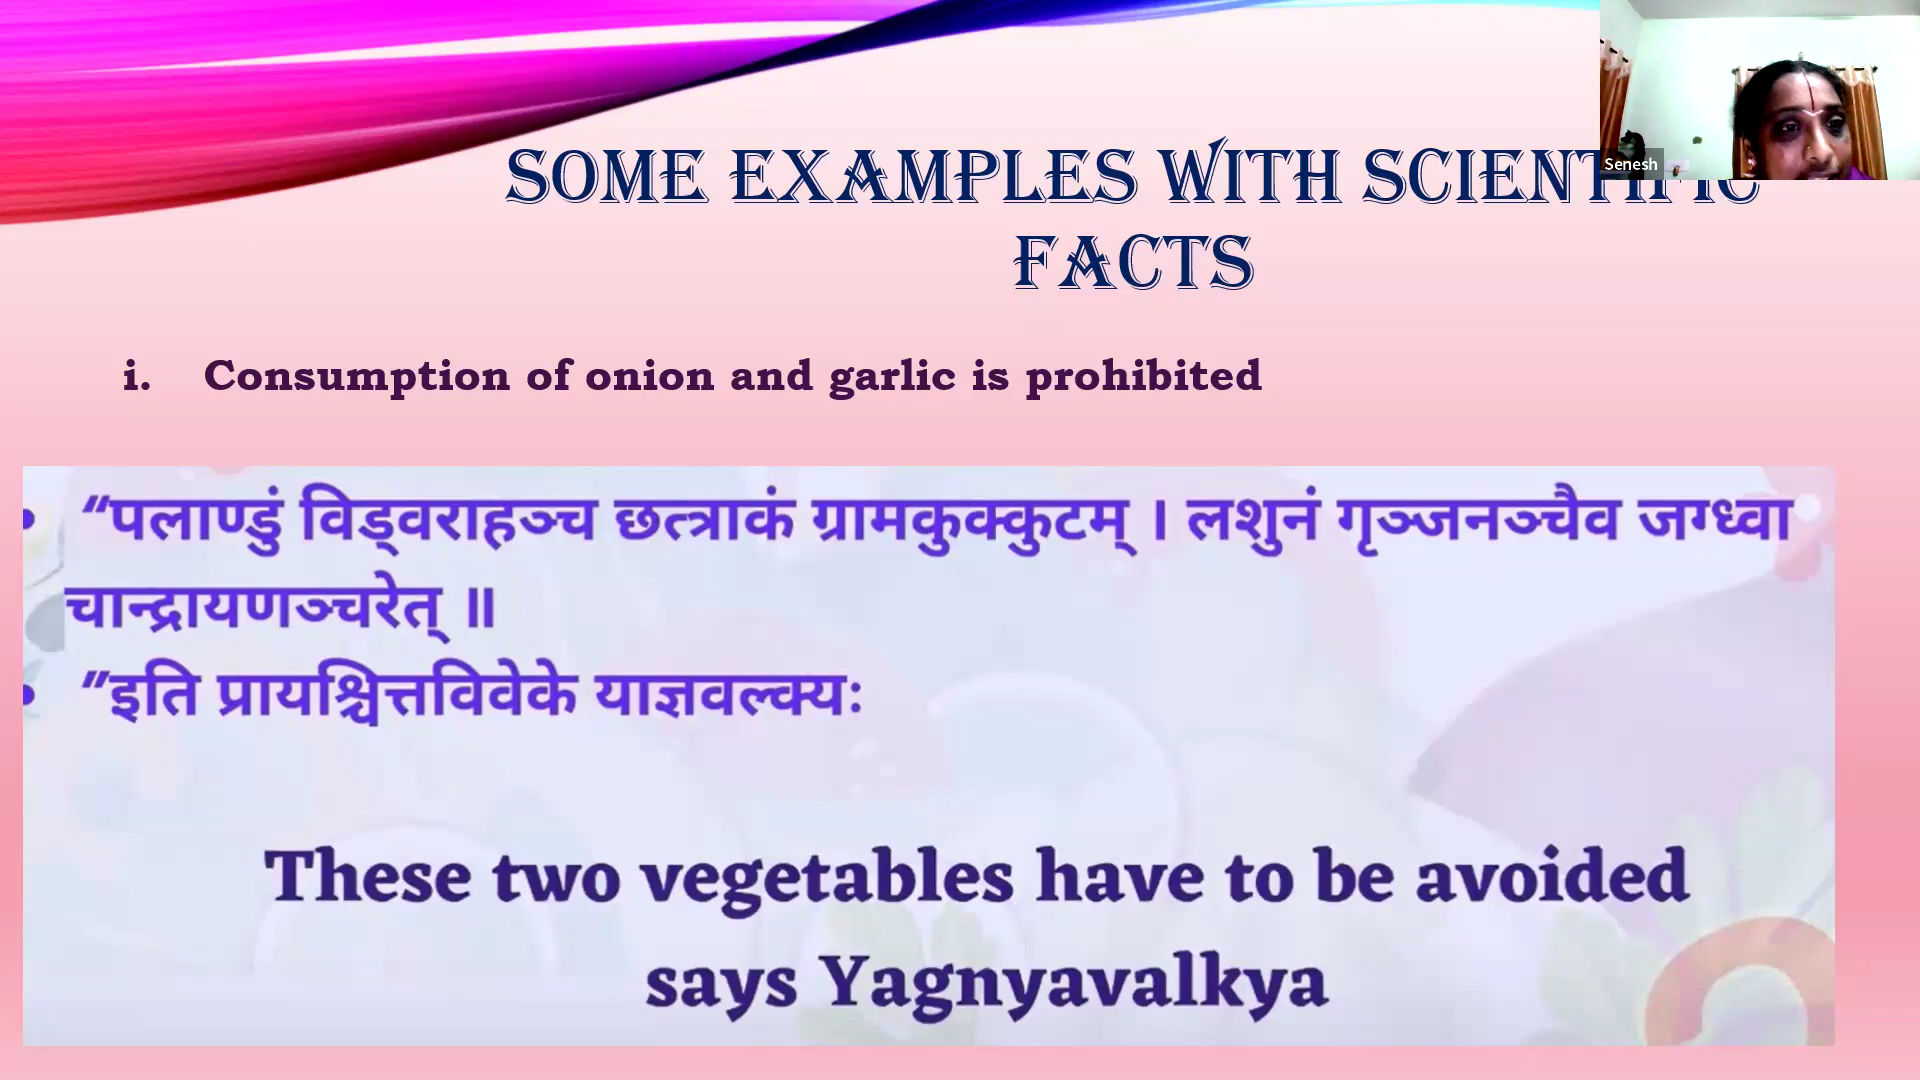 Senesh
SOME EXAMPLES WITH SCIENTIFIC
FACTS
i. Consumption of onion and garlic is prohibited
• “पलाण्डुं विड्वराहञ्च छत्त्राकं ग्रामकुक्कुटम् । लशुनं गृञ्जनञ्चैव जग्ध्वा
चान्द्रायणञ्चरेत् ॥
• ”इति प्रायश्चित्तविवेके याज्ञवल्क्यः
These two vegetables have to be avoided
says Yagnyavalkya